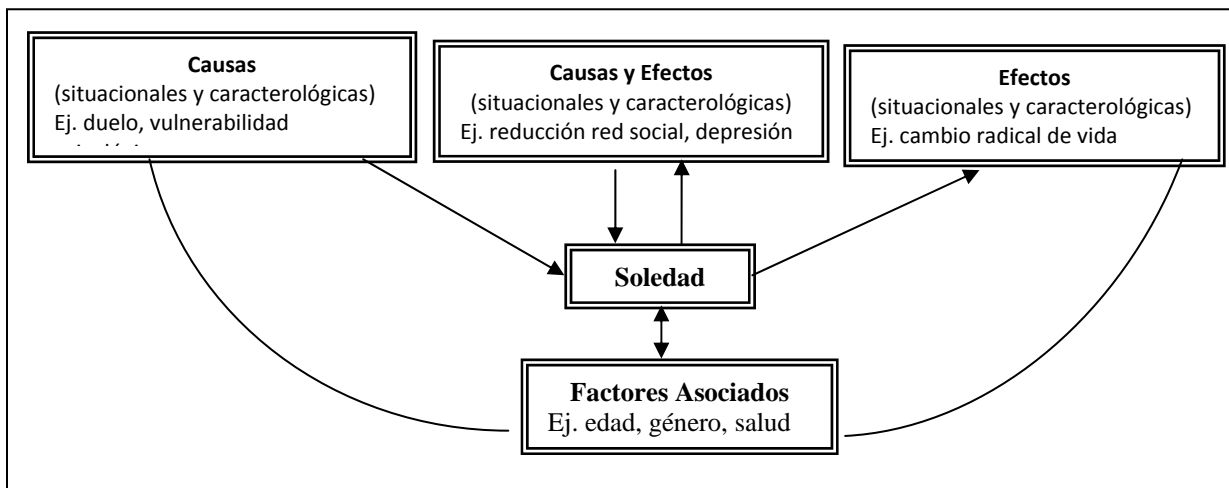 Causas
(situacionales y caracterológicas)
Ej. duelo, vulnerabilidad
Causas y Efectos
(situacionales y caracterológicas)
Ej. reducción red social, depresión
Efectos
(situacionales y caracterológicas)
Ej. cambio radical de vida
Soledad
Factores Asociados
Ej. edad, género, salud